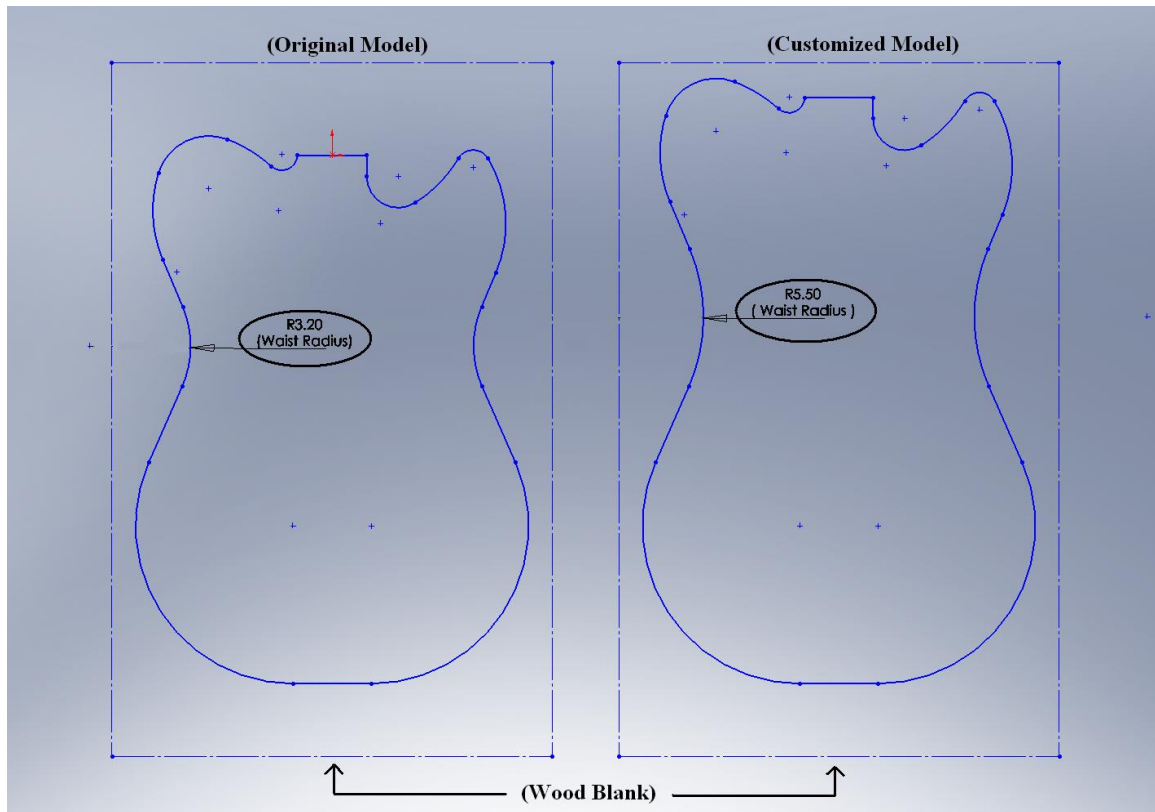 (Original Model)
(Customized Model)
R3.20
(Waist Radius)
R5.50
( Waist Radius )
(Wood Blank)